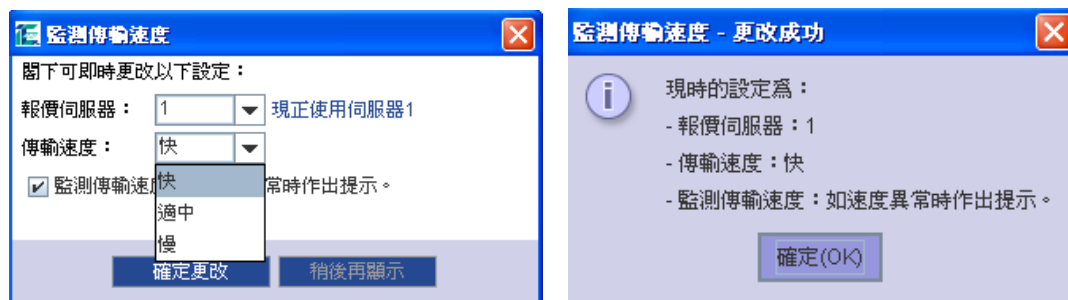 監測傳輸速度
閣下可即時更改以下設定：
報價伺服器： 1 現正使用伺服器1
傳輸速度： 快
監測傳輸速 快 常時作出提示。
適中
慢
確定更改 稍後再顯示
監測傳輸速度 - 更改成功
現時的設定為：
- 報價伺服器：1
- 傳輸速度：快
- 監測傳輸速度：如速度異常時作出提示。
確定(OK)